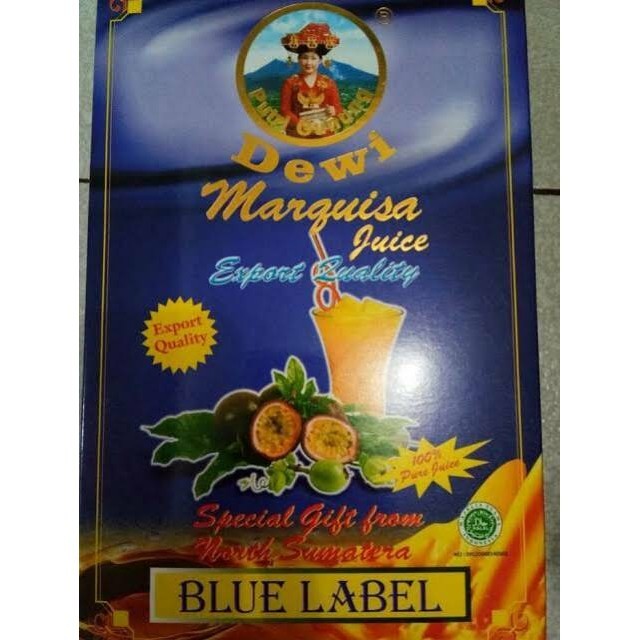 ®
Dewi
Marquisa
Juice
Export Quality
Export
Quality
100%
Pure Juice
Special Gift from
North Sumatera
BLUE LABEL